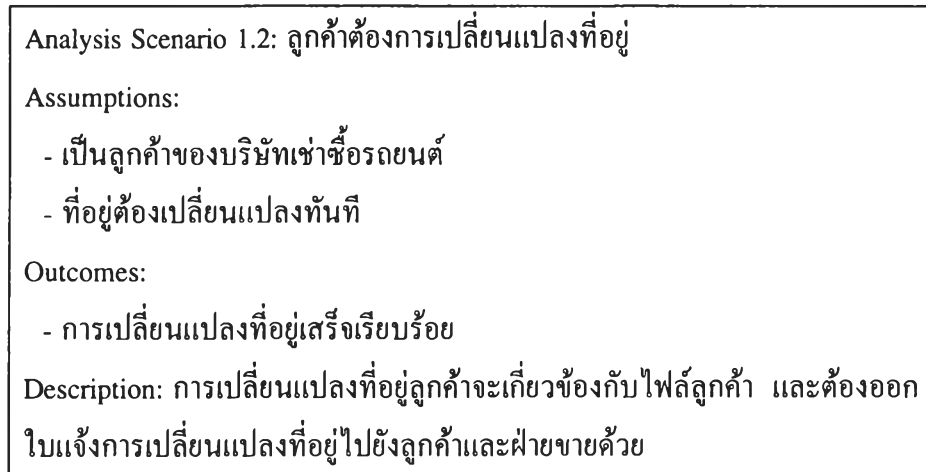 Analysis Scenario 1.2: ลูกค้าต้องการเปลี่ยนแปลงที่อยู่
Assumptions:
- เป็นลูกค้าของบริษัทเช่าซื้อรถยนต์
- ที่อยู่ต้องเปลี่ยนแปลงทันที
Outcomes:
- การเปลี่ยนแปลงที่อยู่เสร็จเรียบร้อย
Description: การเปลี่ยนแปลงที่อยู่ลูกค้าจะเกี่ยวข้องกับไฟล์ลูกค้า และต้องออก
ใบแจ้งการเปลี่ยนแปลงที่อยู่ไปยังลูกค้าและฝ่ายขายด้วย